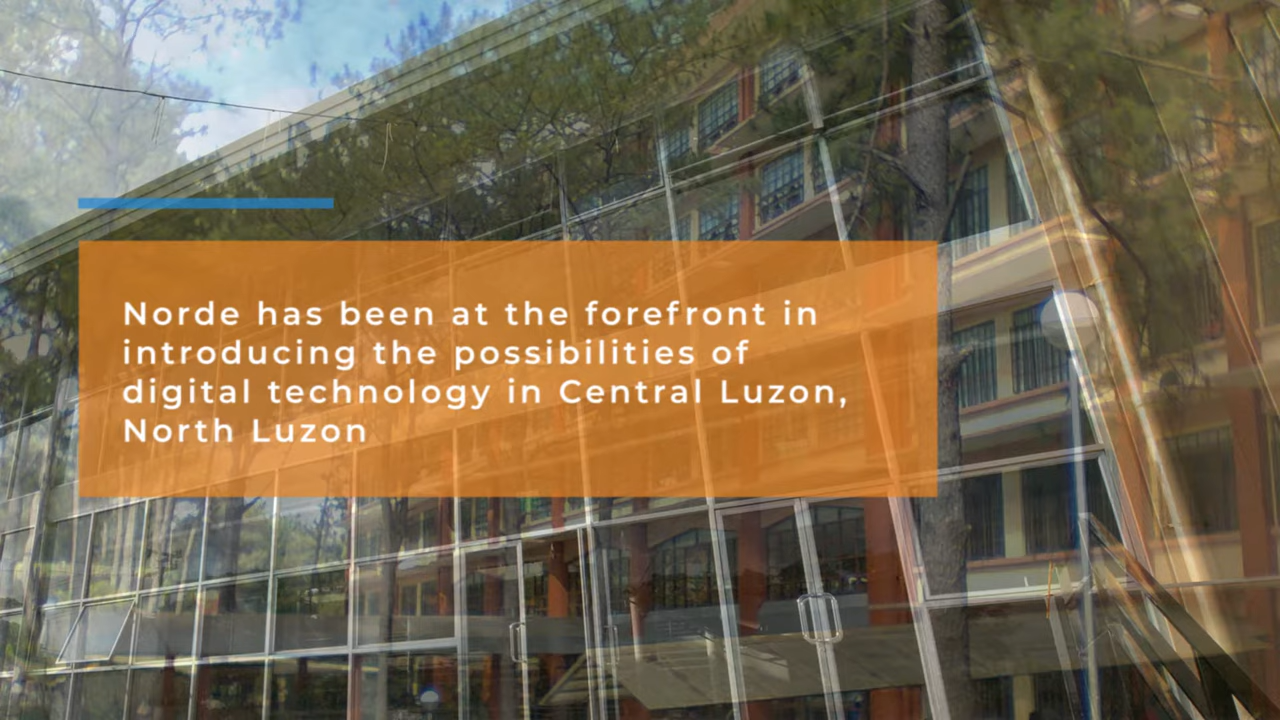 Norde has been at the forefront in
introducing the possibilities of
digital technology in Central Luzon,
North Luzon